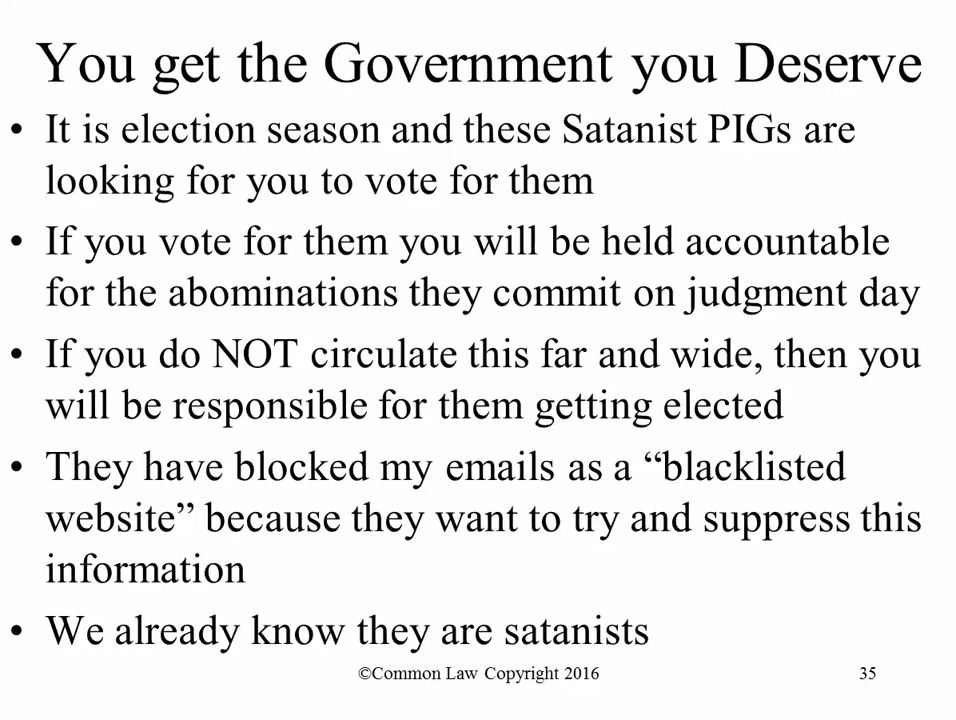 You get the Government you Deserve
• It is election season and these Satanist PIGs are
looking for you to vote for them
• If you vote for them you will be held accountable
for the abominations they commit on judgment day
• If you do NOT circulate this far and wide, then you
will be responsible for them getting elected
• They have blocked my emails as a “blacklisted
website” because they want to try and suppress this
information
• We already know they are satanists
©Common Law Copyright 2016
35